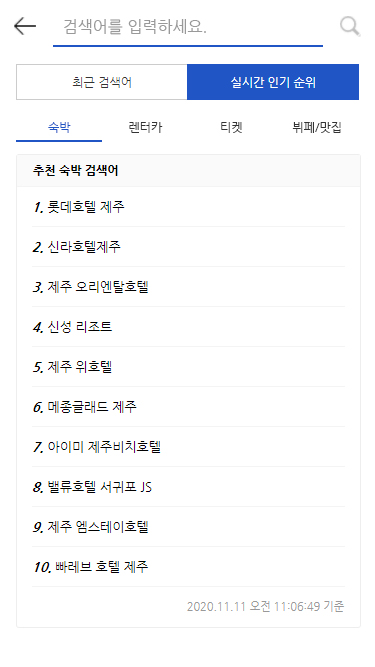 검색어를 입력하세요.
최근 검색어 실시간 인기 순위
숙박 렌터카 티켓 뷔페/맛집
추천 숙박 검색어
1. 롯데호텔 제주
2. 신라호텔제주
3. 제주 오리엔탈호텔
4. 신성 리조트
5. 제주 위호텔
6. 메종글래드 제주
7. 아이미 제주비치호텔
8. 밸류호텔 서귀포 JS
9. 제주 엠스테이호텔
10. 빠레브 호텔 제주
2020.11.11 오전 11:06:49 기준